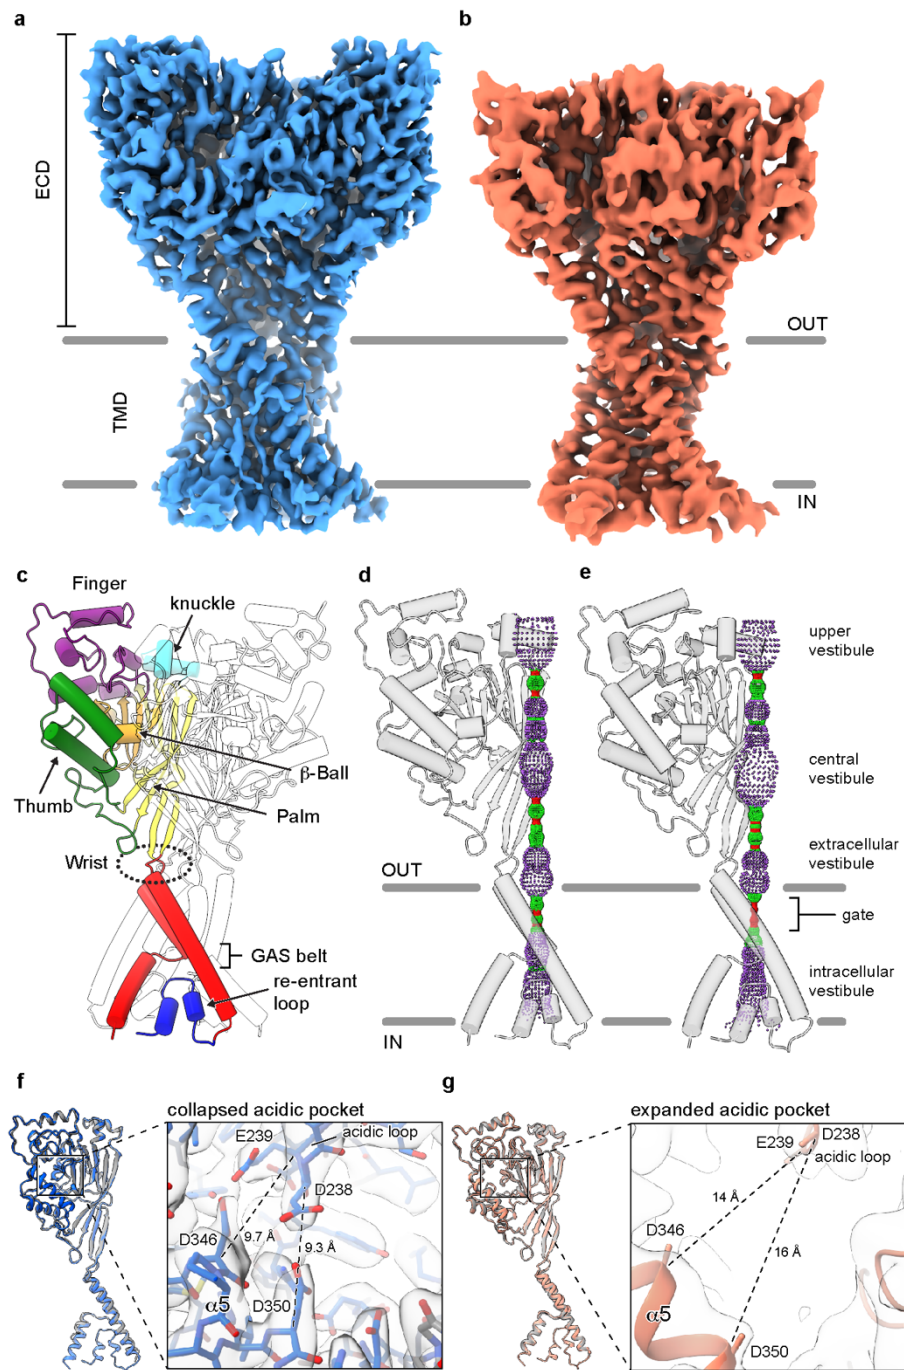 a
b
ECD
OUT
TMD
IN
c
Finger
knuckle
β-Ball
Thumb
Palm
Wrist
OUT
GAS belt
re-entrant
loop
IN
d
e
upper
vestibule
central
vestibule
extracellular
vestibule
gate
intracellular
vestibule
f
collapsed acidic pocket
E239
acidic loop
D238
D346
9.7 Å
9.3 Å
α5
D350
g
expanded acidic pocket
E239
D238
acidic loop
14 Å
D346
16 Å
α5
D350